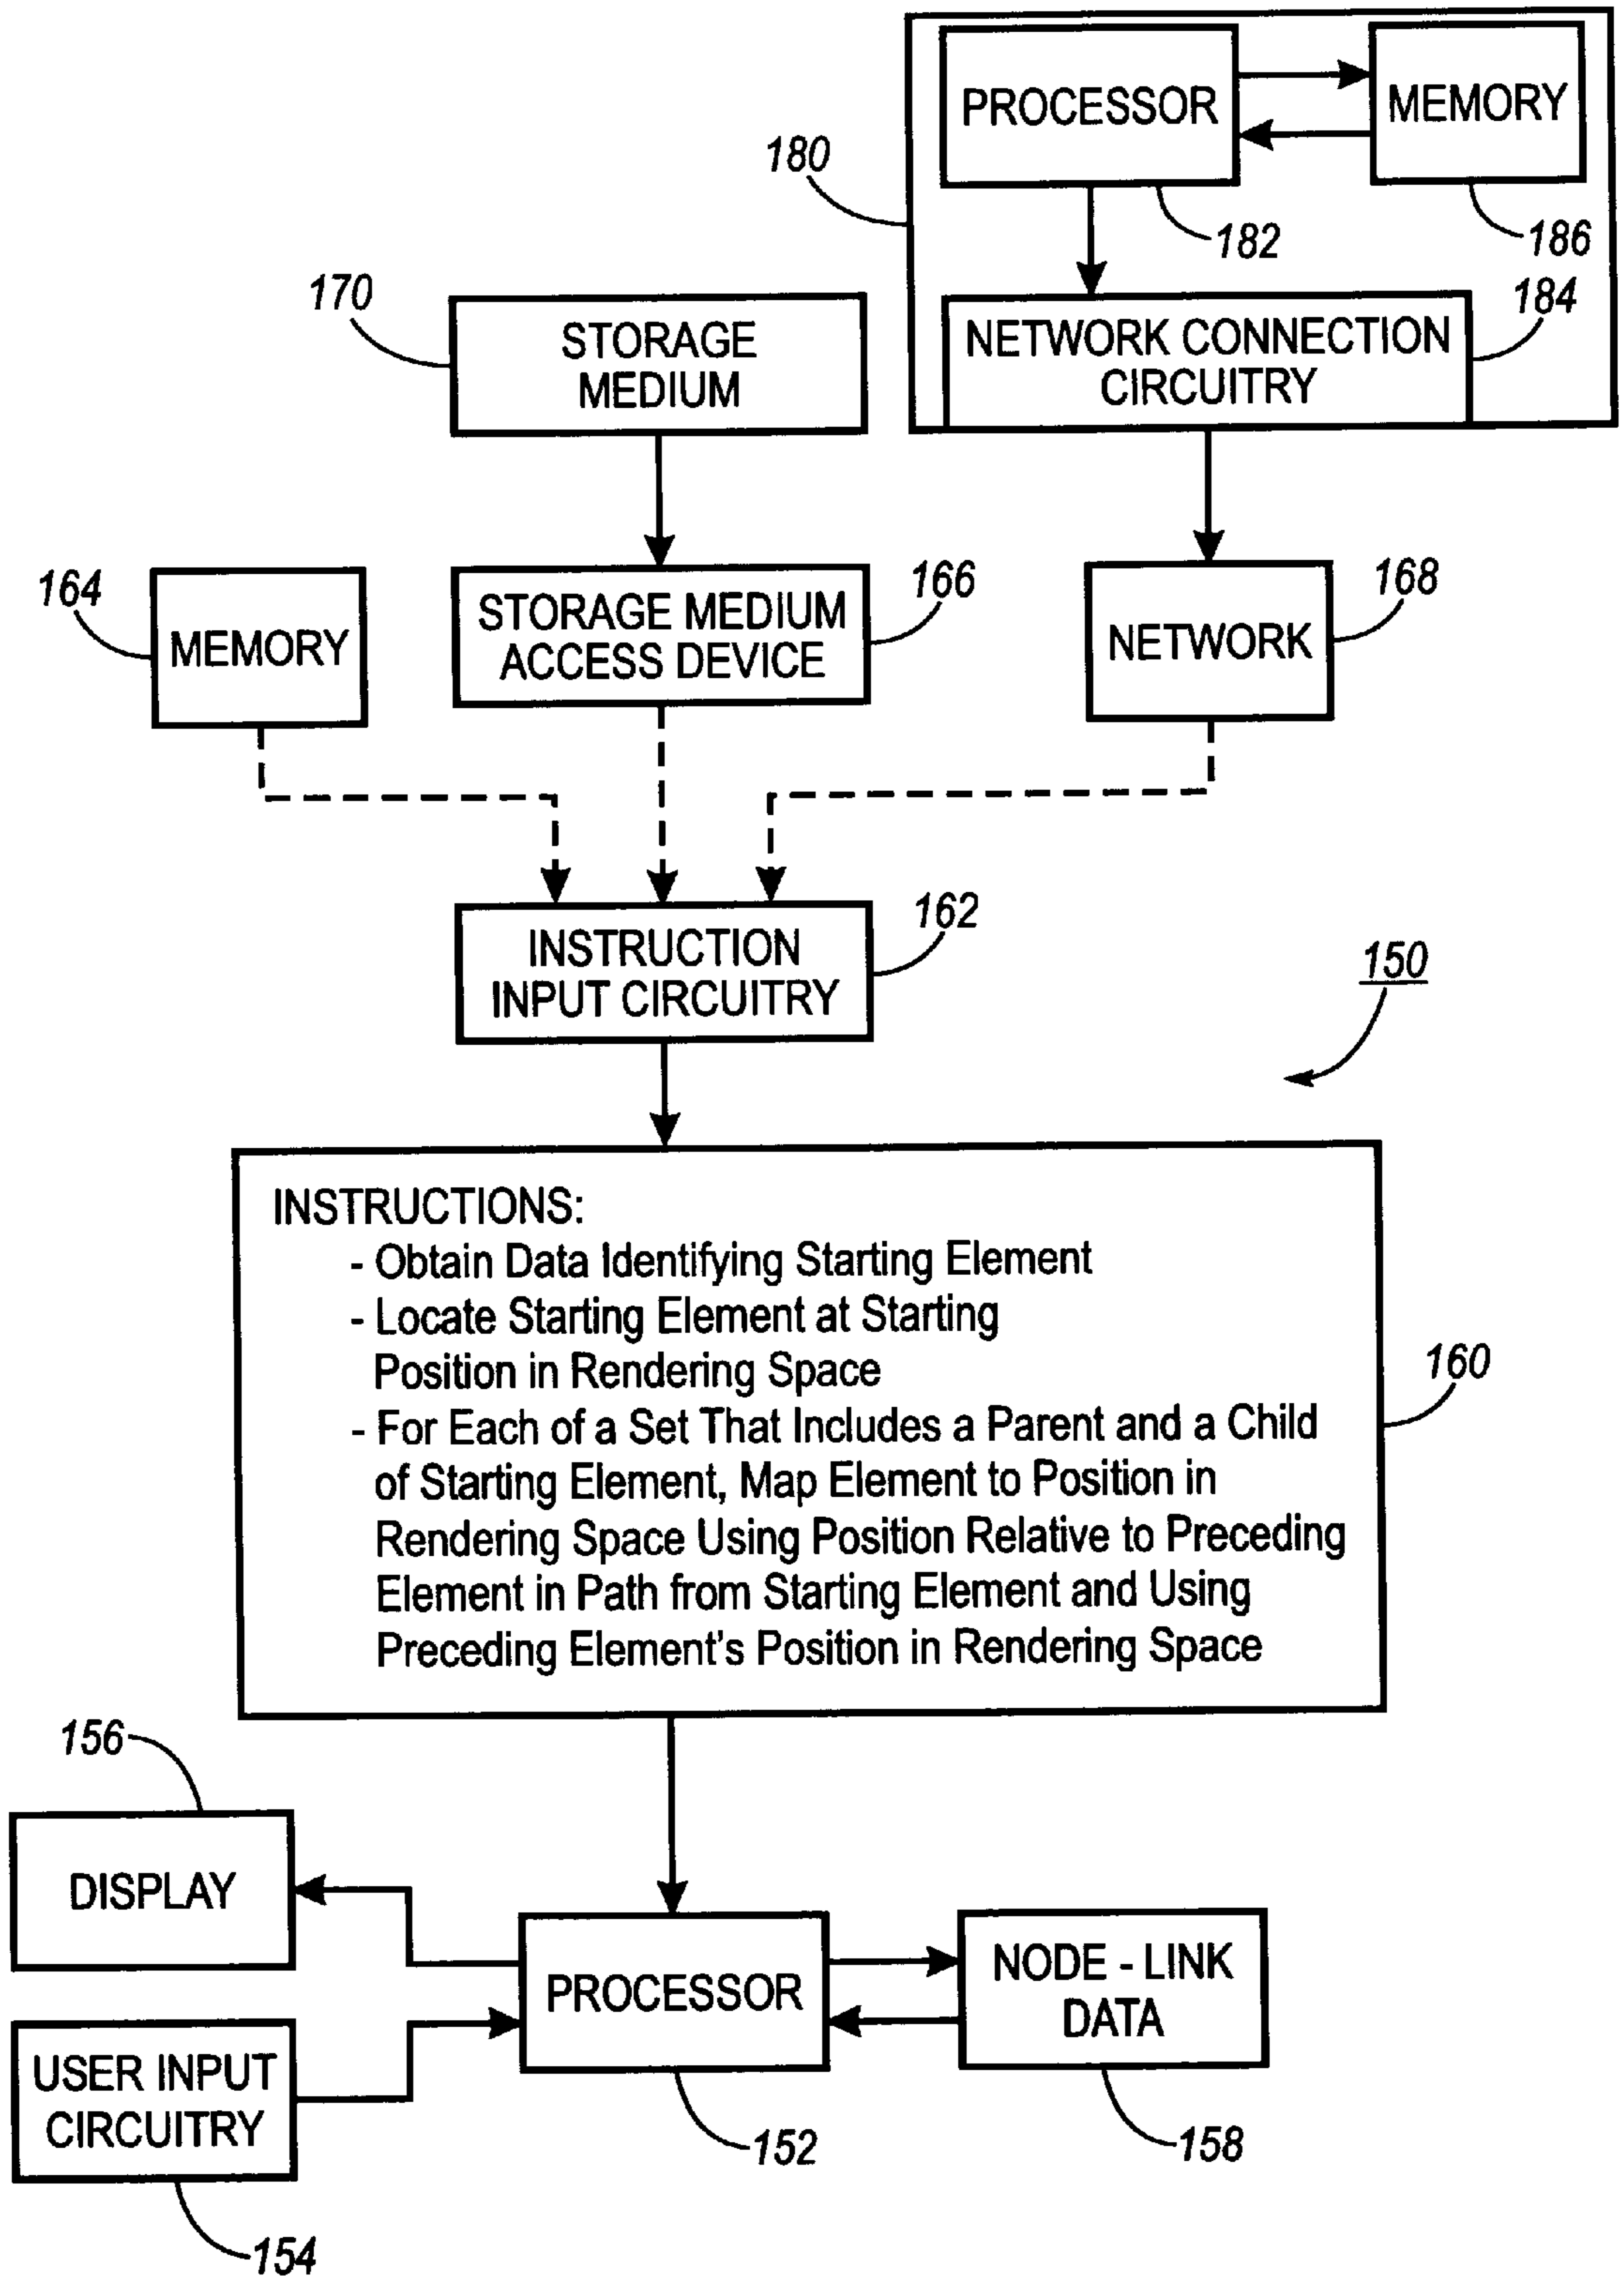 PROCESSOR
MEMORY
180
182
186
170
STORAGE
MEDIUM
184
NETWORK CONNECTION
CIRCUITRY
164
MEMORY
166
STORAGE MEDIUM
ACCESS DEVICE
168
NETWORK
162
INSTRUCTION
INPUT CIRCUITRY
150
INSTRUCTIONS:
- Obtain Data Identifying Starting Element
- Locate Starting Element at Starting
Position in Rendering Space
- For Each of a Set That Includes a Parent and a Child
of Starting Element, Map Element to Position in
Rendering Space Using Position Relative to Preceding
Element in Path from Starting Element and Using
Preceding Element's Position in Rendering Space
160
156
DISPLAY
PROCESSOR
NODE - LINK
DATA
USER INPUT
CIRCUITRY
152
158
154